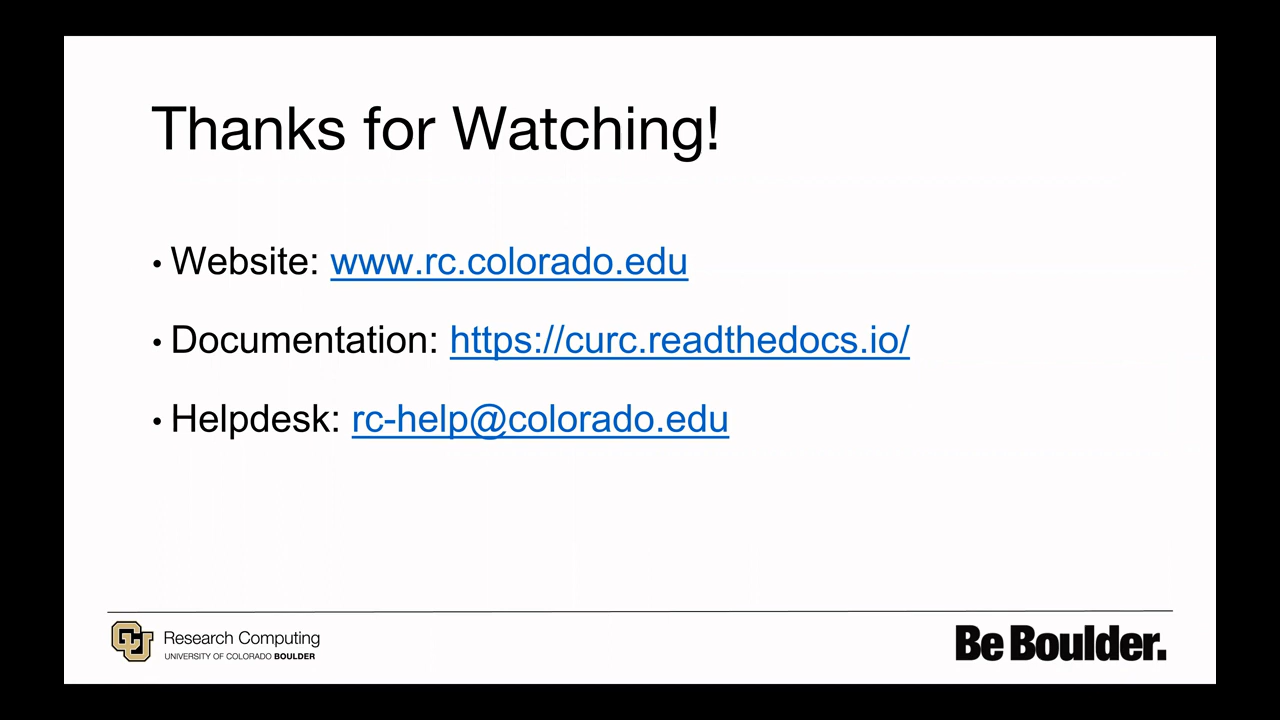 Thanks for Watching!
• Website: www.rc.colorado.edu
• Documentation: https://curc.readthedocs.io/
• Helpdesk: rc-help@colorado.edu
CU
Research Computing
UNIVERSITY OF COLORADO BOULDER
Be Boulder.